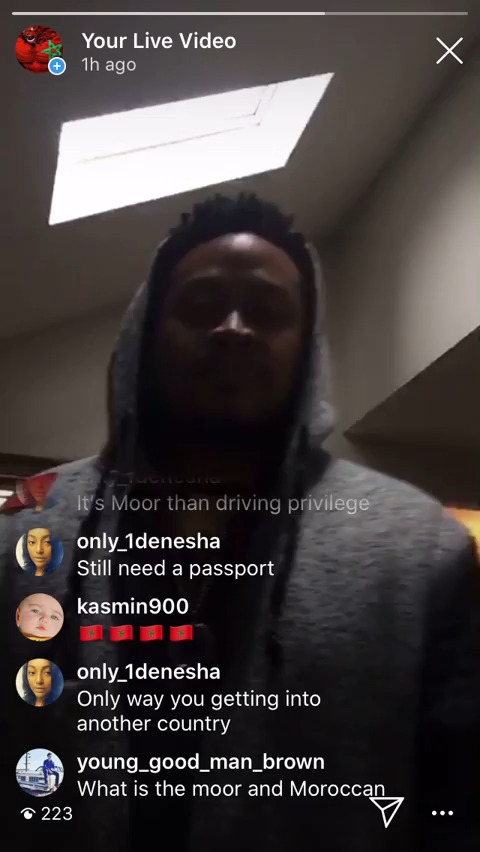 Your Live Video
1h ago
only_1denesha
It's Moor than driving privilege
only_1denesha
Still need a passport
kasmin900
only_1denesha
Only way you getting into
another country
young_good_man_brown
What is the moor and Moroccan
223